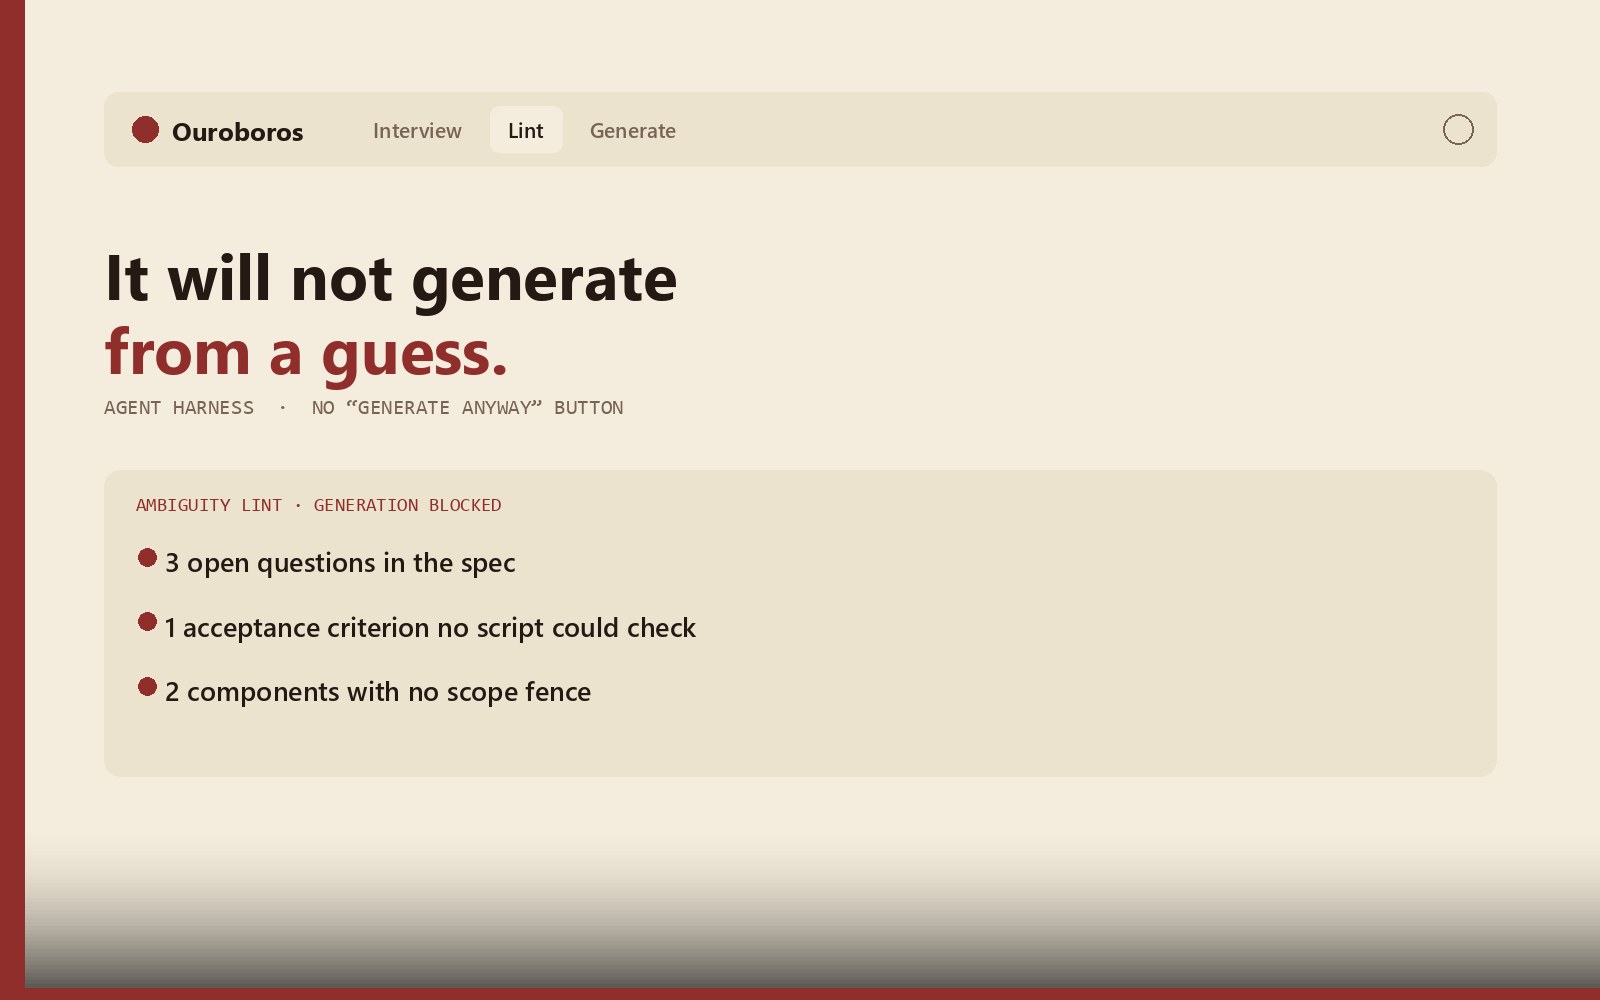 Ouroboros Interview Lint Generate
It will not generate
from a guess.
AGENT HARNESS · NO “GENERATE ANYWAY” BUTTON
AMBIGUITY LINT · GENERATION BLOCKED
3 open questions in the spec
1 acceptance criterion no script could check
2 components with no scope fence